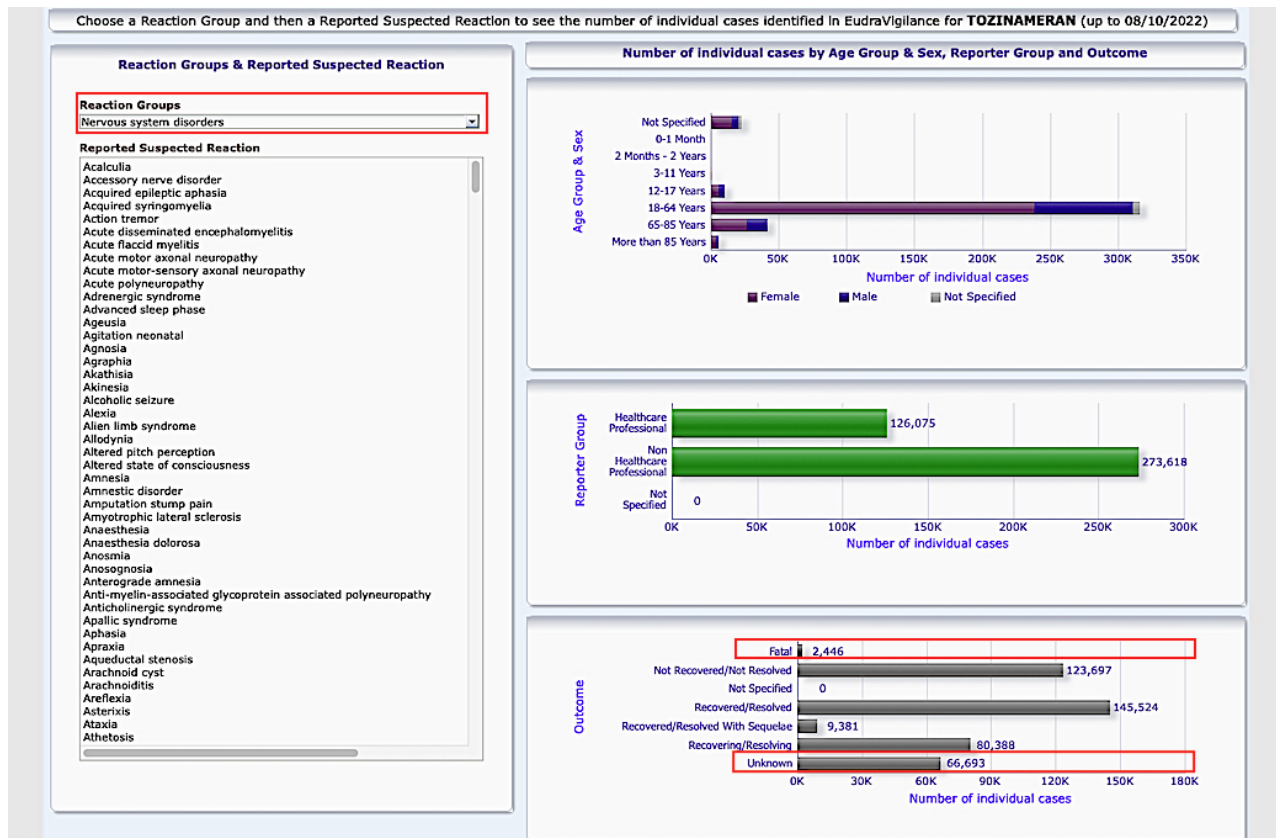 Choose a Reaction Group and then a Reported Suspected Reaction to see the number of individual cases identified in EudraVigilance for TOZINAMERAN (up to 08/10/2022)
Reaction Groups & Reported Suspected Reaction
Reaction Groups
Nervous system disorders
Reported Suspected Reaction
Acalculia
Accessory nerve disorder
Acquired epileptic aphasia
Acquired syringomyelia
Action tremor
Acute disseminated encephalomyelitis
Acute flaccid myelitis
Acute motor axonal neuropathy
Acute motor-sensory axonal neuropathy
Acute polyneuropathy
Adrenergic syndrome
Advanced sleep phase
Ageusia
Agitation neonatal
Agnosia
Agraphia
Akathisia
Akinesia
Alcoholic seizure
Alexia
Alien limb syndrome
Allodynia
Altered pitch perception
Altered state of consciousness
Amnesia
Amnestic disorder
Amputation stump pain
Amyotrophic lateral sclerosis
Anaesthesia
Anaesthesia dolorosa
Anosmia
Anosognosia
Anterograde amnesia
Anti-myelin-associated glycoprotein associated polyneuropathy
Anticholinergic syndrome
Apallic syndrome
Aphasia
Apraxia
Aqueductal stenosis
Arachnoid cyst
Arachnoiditis
Areflexia
Asterixis
Ataxia
Athetosis
Number of individual cases by Age Group & Sex, Reporter Group and Outcome
Age Group & Sex
Not Specified
0-1 Month
2 Months - 2 Years
3-11 Years
12-17 Years
18-64 Years
65-85 Years
More than 85 Years
0K 50K 100K 150K 200K 250K 300K 350K
Number of individual cases
Female Male Not Specified
Reporter Group
Healthcare
Professional
126,075
Non
Healthcare
Professional
273,618
Not
Specified
0
0K 50K 100K 150K 200K 250K 300K
Number of individual cases
Outcome
Fatal 2,446
Not Recovered/Not Resolved 123,697
Not Specified 0
Recovered/Resolved 145,524
Recovered/Resolved With Sequelae 9,381
Recovering/Resolving 80,388
Unknown 66,693
0K 30K 60K 90K 120K 150K 180K
Number of individual cases